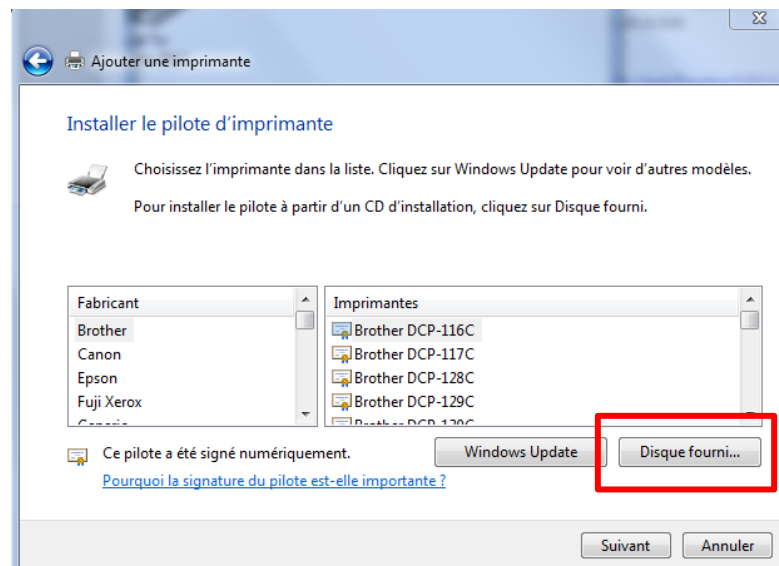 Ajouter une imprimante
Installer le pilote d'imprimante
Choisissez l'imprimante dans la liste. Cliquez sur Windows Update pour voir d'autres modèles.
Pour installer le pilote à partir d'un CD d'installation, cliquez sur Disque fourni.
Fabricant
Brother
Canon
Epson
Fuji Xerox
Imprimantes
Brother DCP-116C
Brother DCP-117C
Brother DCP-128C
Brother DCP-129C
Ce pilote a été signé numériquement.
Windows Update
Disque fourni...
Pourquoi la signature du pilote est-elle importante ?
Suivant
Annuler